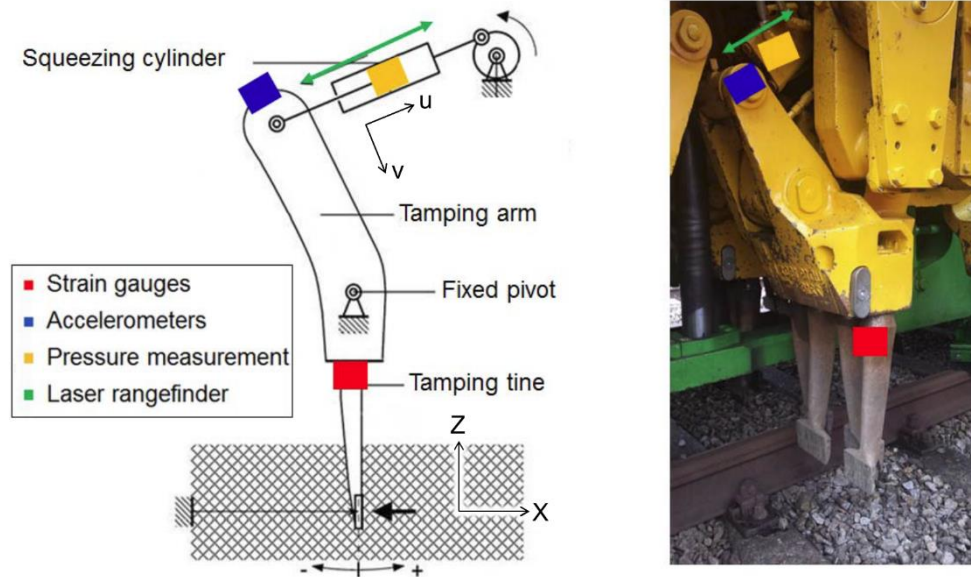 Squeezing cylinder
u
v
Tamping arm
Strain gauges
Accelerometers
Pressure measurement
Laser rangefinder
Fixed pivot
Tamping tine
Z
X
- +